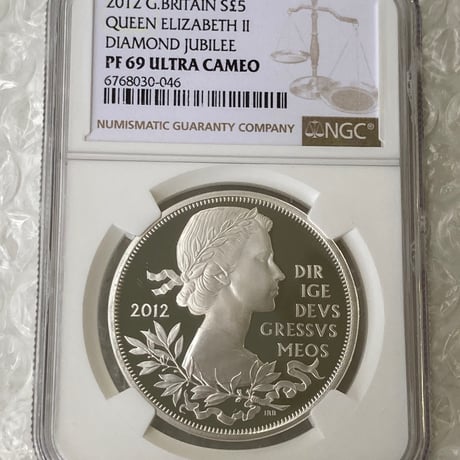 2012 G.BRITAIN S£5
QUEEN ELIZABETH II
DIAMOND JUBILEE
PF 69 ULTRA CAMEO
6768030-046
NUMISMATIC GUARANTY COMPANY NGC®
2012
DIR
IGE
DEVS
GRESSVS
MEOS
IRB